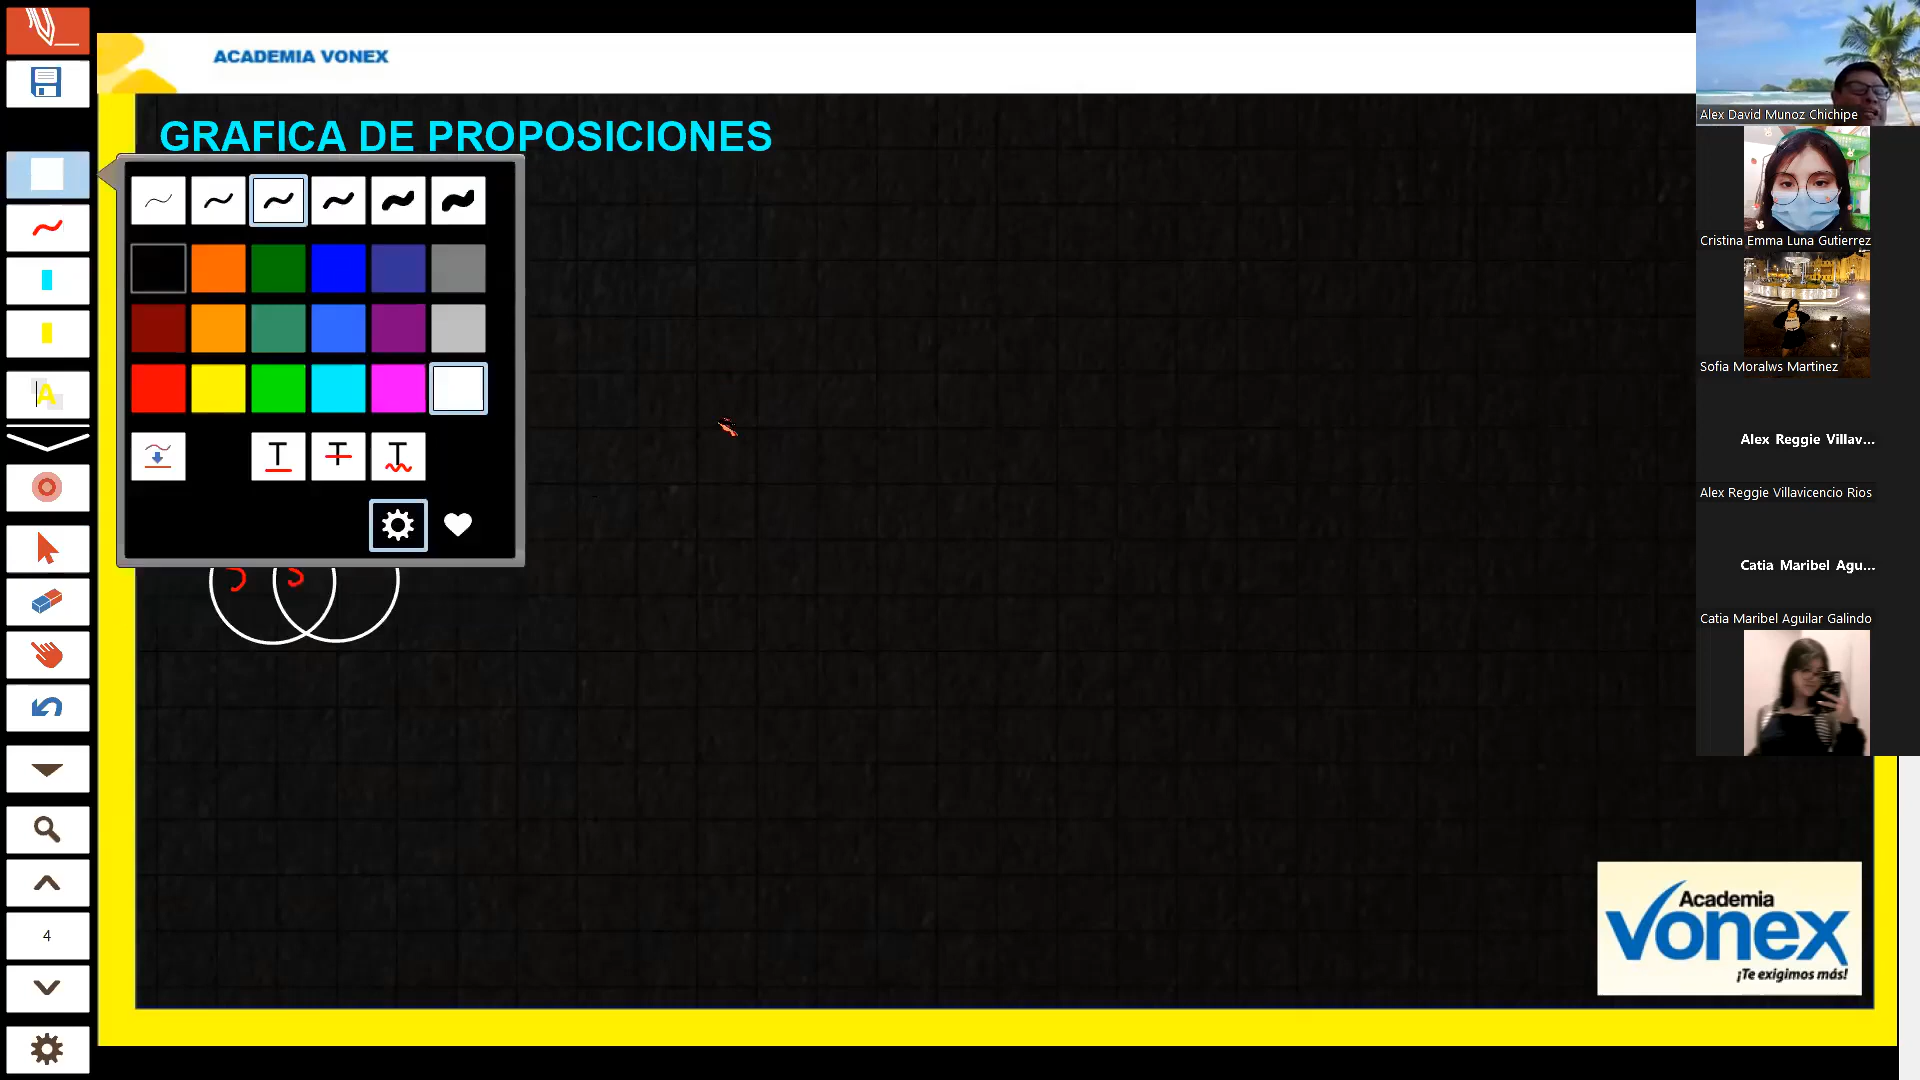 ACADEMIA VONEX
GRAFICA DE PROPOSICIONES
A
T T T
4
Alex David Munoz Chichipe
Cristina Emma Luna Gutierrez
Sofia Moralws Martinez
Alex Reggie Villav...
Alex Reggie Villavicencio Rios
Catia Maribel Agu...
Catia Maribel Aguilar Galindo
Academia
Vonex
¡Te exigimos más!